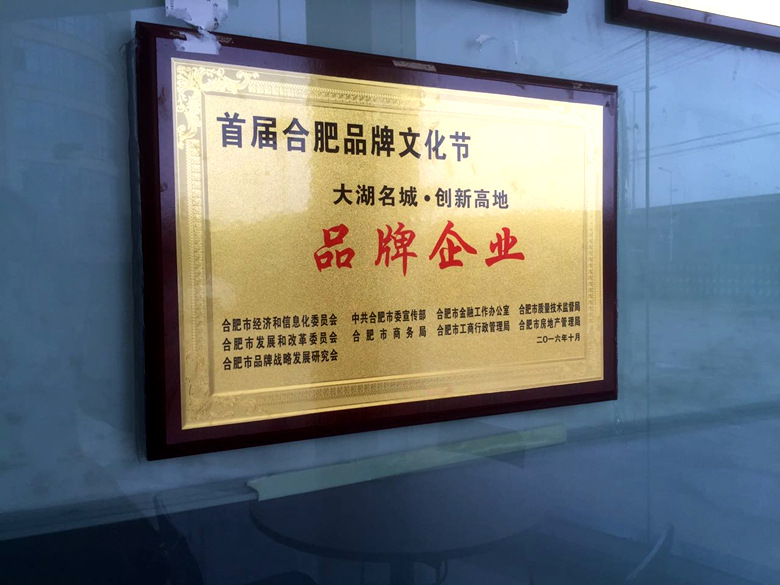 首届合肥品牌文化节
大湖名城·创新高地
品牌企业
合肥市经济和信息化委员会 中共合肥市委宣传部 合肥市金融工作办公室 合肥市质量技术监督局
合肥市发展和改革委员会 合肥市商务局 合肥市工商行政管理局 合肥市房地产管理局
合肥市品牌战略发展研究会
二〇一六年十月